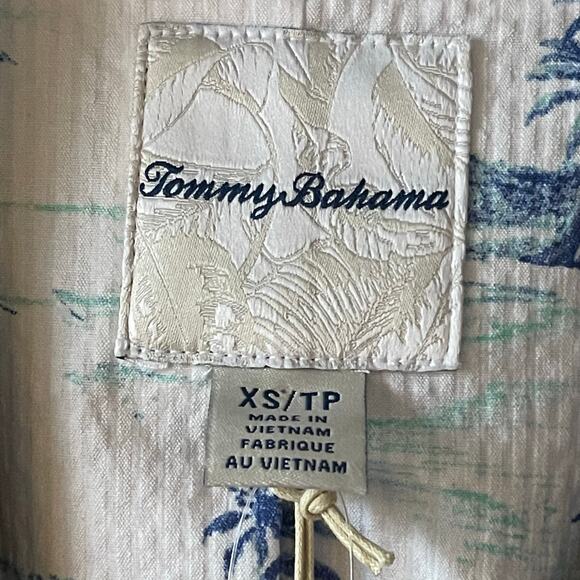 Tommy Bahama
XS/TP
MADE IN
VIETNAM
FABRIQUE
AU VIETNAM